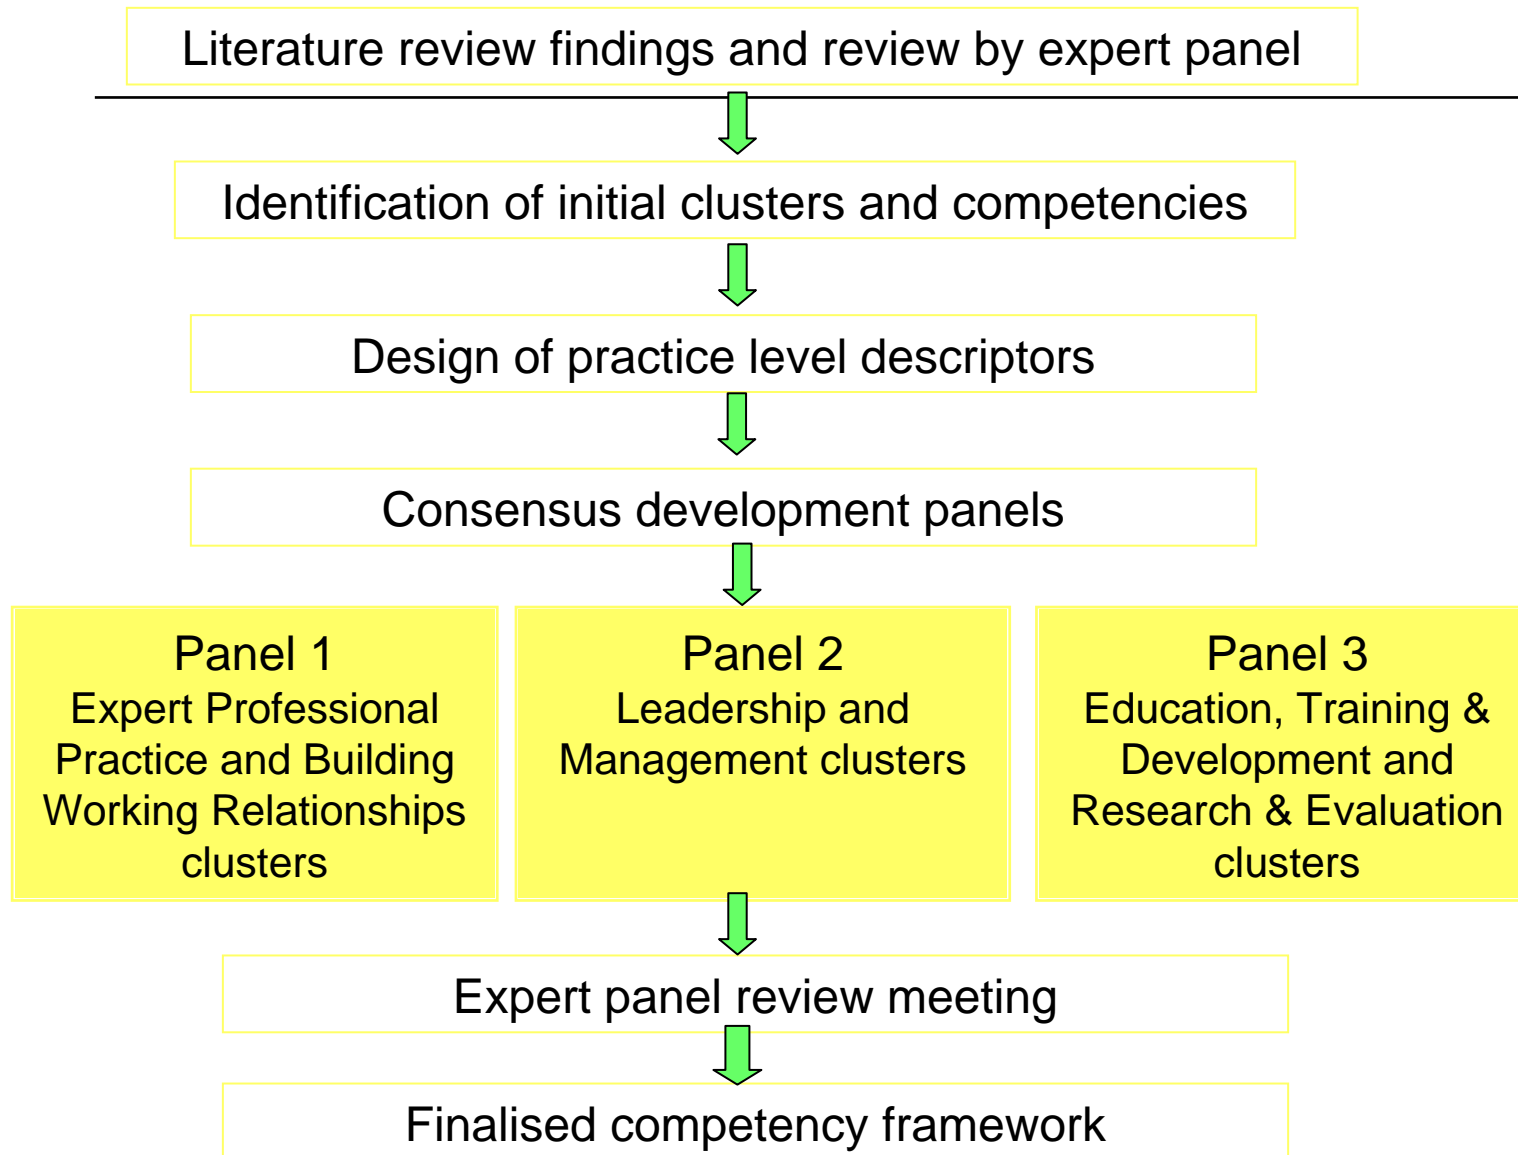 Literature review findings and review by expert panel
Identification of initial clusters and competencies
Design of practice level descriptors
Consensus development panels
Panel 1
Expert Professional
Practice and Building
Working Relationships
clusters
Panel 2
Leadership and
Management clusters
Panel 3
Education, Training &
Development and
Research & Evaluation
clusters
Expert panel review meeting
Finalised competency framework